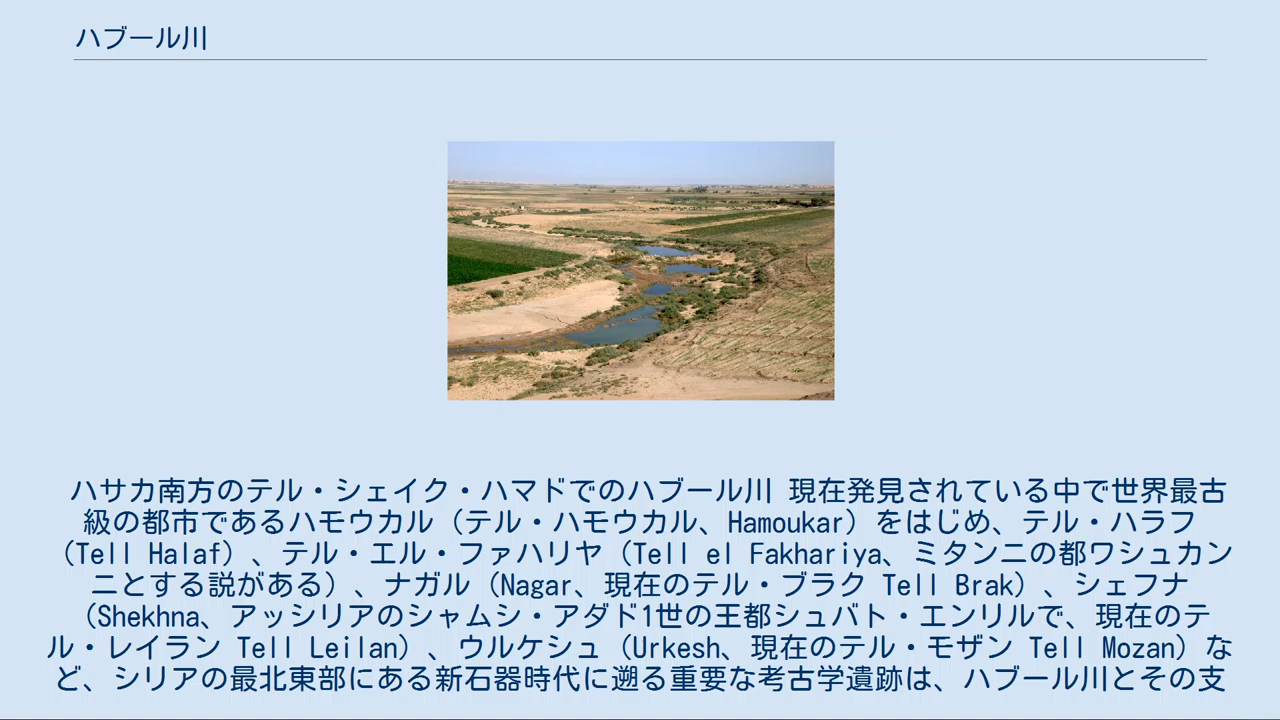 ハブール川
ハサカ南方のテル・シェイク・ハマドでのハブール川 現在発見されている中で世界最古
級の都市であるハモウカル（テル・ハモウカル、Hamoukar）をはじめ、テル・ハラフ
（Tell Halaf）、テル・エル・ファハリヤ（Tell el Fakhariya、ミタンニの都ワシュカン
ニとする説がある）、ナガル（Nagar、現在のテル・ブラク Tell Brak）、シェフナ
（Shekhna、アッシリアのシャムシ・アダド1世の王都シュバト・エンリルで、現在のテ
ル・レイラン Tell Leilan）、ウルケシュ（Urkesh、現在のテル・モザン Tell Mozan）な
ど、シリアの最北東部にある新石器時代に遡る重要な考古学遺跡は、ハブール川とその支